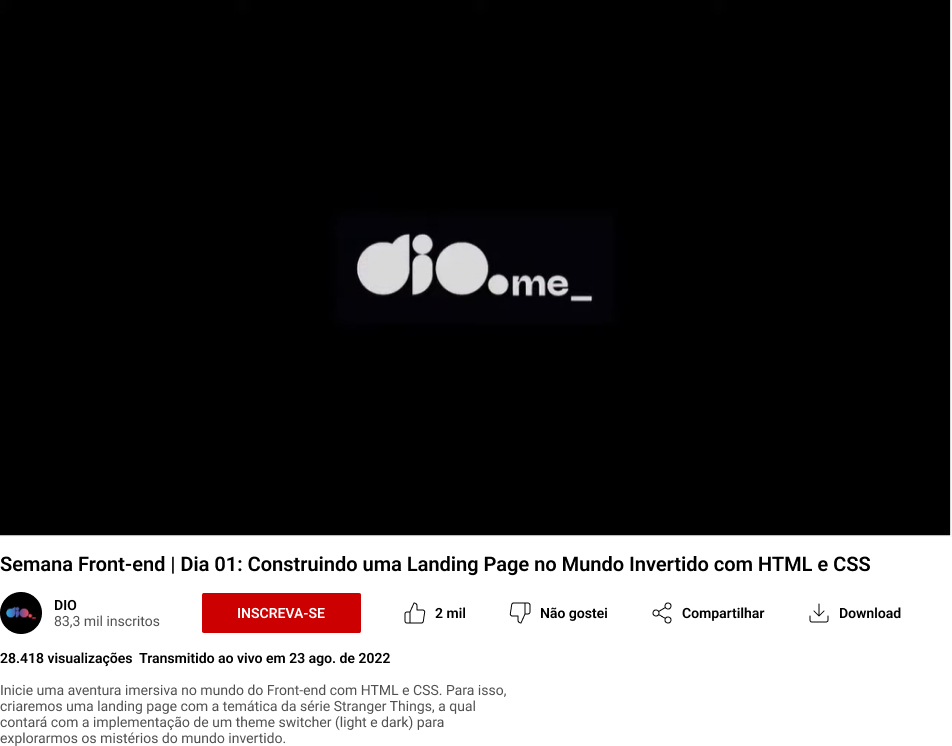 dio.me_
Semana Front-end | Dia 01: Construindo uma Landing Page no Mundo Invertido com HTML e CSS
DIO
83,3 mil inscritos
INSCREVA-SE
2 mil
Não gostei
Compartilhar
Download
28.418 visualizações  Transmitido ao vivo em 23 ago. de 2022
Inicie uma aventura imersiva no mundo do Front-end com HTML e CSS. Para isso,
criaremos uma landing page com a temática da série Stranger Things, a qual
contará com a implementação de um theme switcher (light e dark) para
explorarmos os mistérios do mundo invertido.